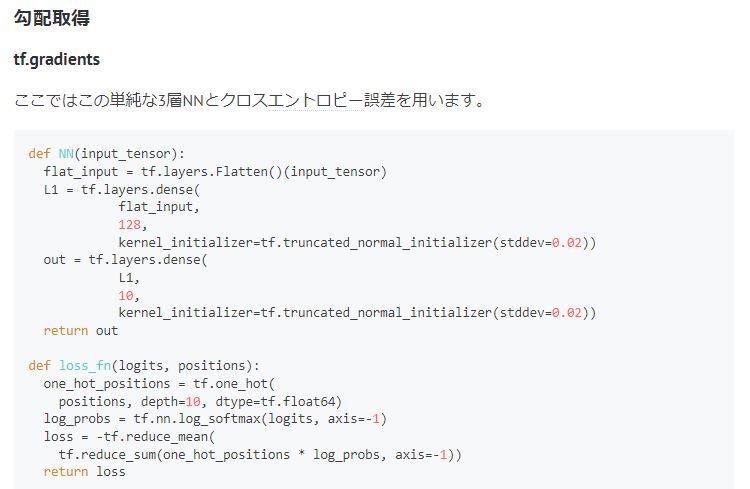 勾配取得
tf.gradients
ここではこの単純な3層NNとクロスエントロピー誤差を用います。
def NN(input_tensor):
  flat_input = tf.layers.Flatten()(input_tensor)
  L1 = tf.layers.dense(
            flat_input,
            128,
            kernel_initializer=tf.truncated_normal_initializer(stddev=0.02))
  out = tf.layers.dense(
            L1,
            10,
            kernel_initializer=tf.truncated_normal_initializer(stddev=0.02))
  return out
def loss_fn(logits, positions):
  one_hot_positions = tf.one_hot(
    positions, depth=10, dtype=tf.float64)
  log_probs = tf.nn.log_softmax(logits, axis=-1)
  loss = -tf.reduce_mean(
    tf.reduce_sum(one_hot_positions * log_probs, axis=-1))
  return loss